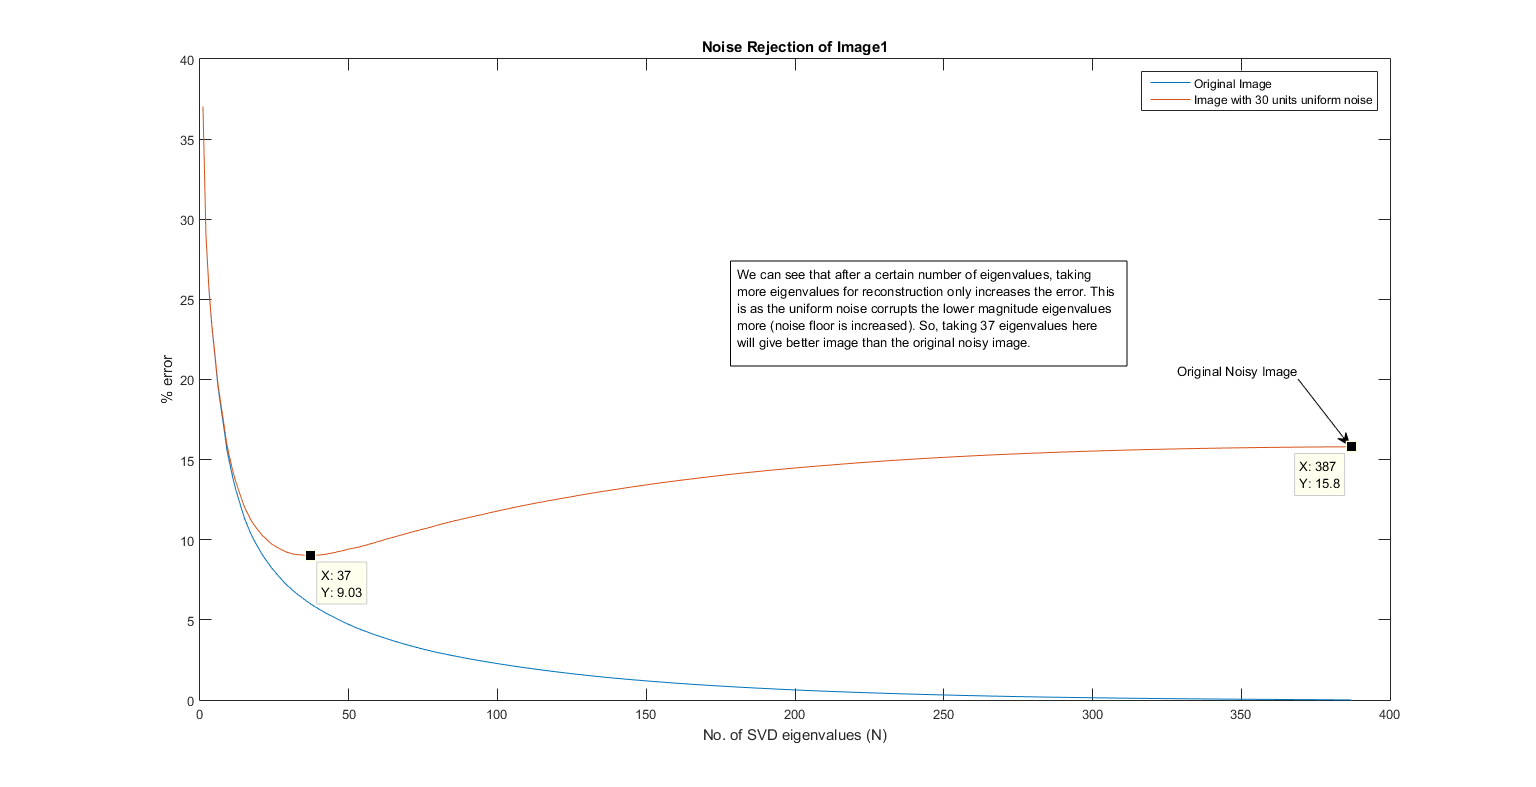 Noise Rejection of Image1
40
35
30
25
20
15
10
5
0
% error
Original Image
Image with 30 units uniform noise
We can see that after a certain number of eigenvalues, taking
more eigenvalues for reconstruction only increases the error. This
is as the uniform noise corrupts the lower magnitude eigenvalues
more (noise floor is increased). So, taking 37 eigenvalues here
will give better image than the original noisy image.
Original Noisy Image
X: 387
Y: 15.8
X: 37
Y: 9.03
0 50 100 150 200 250 300 350 400
No. of SVD eigenvalues (N)